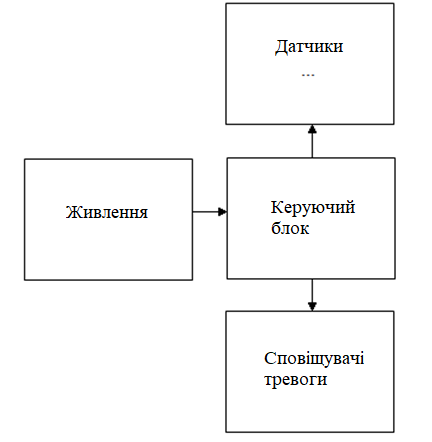 Датчики
...
Живлення
Керуючий
блок
Сповіщувачі
тревоги